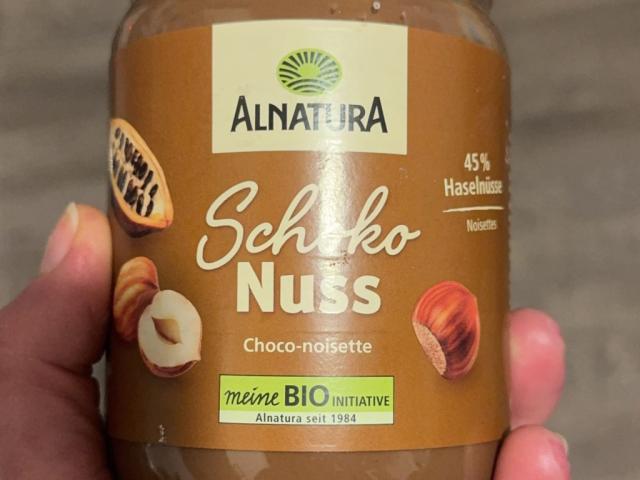 ALNATURA
45% Haselnüsse
Noisettes
Schoko
Nuss
Choco-noisette
meine BIO INITIATIVE
Alnatura seit 1984